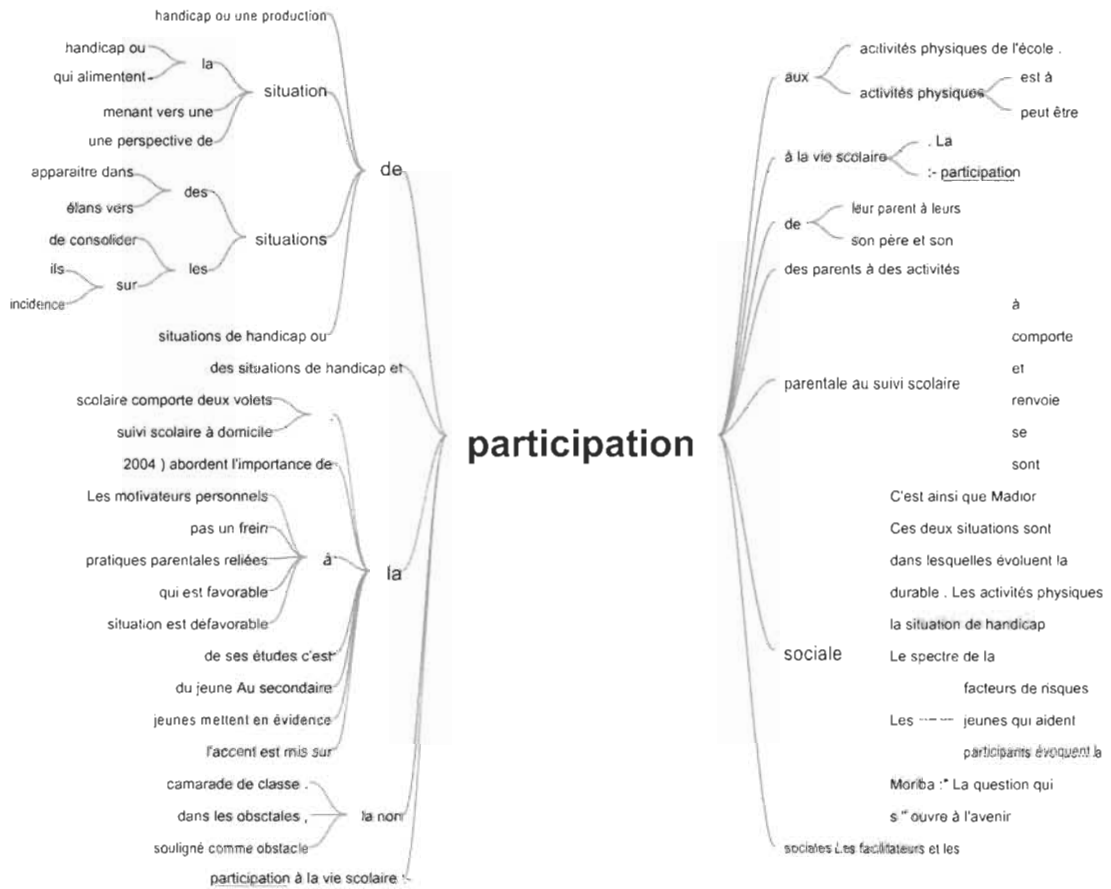 handicap ou une production
handicap ou
qui alimentent
la
menant vers une
une perspective de
situation
apparaitre dans
élans vers
des
de consolider
ils
incidence
sur
les
situations
situations de handicap ou
de
des situations de handicap et
scolaire comporte deux volets
suivi scolaire à domicile
.
2004 ) abordent l'importance de
Les motivateurs personnels
pas un frein
pratiques parentales reliées
qui est favorable
situation est défavorable
à
de ses études c'est
du jeune Au secondaire
jeunes mettent en évidence
l'accent est mis sur
la
camarade de classe .
dans les obsctales ,
souligné comme obstacle
la non
participation à la vie scolaire :-
participation
aux
activités physiques de l'école .
activités physiques
est à
peut être
à la vie scolaire
. La
:- participation
de
leur parent à leurs
son père et son
des parents à des activités
parentale au suivi scolaire
à
comporte
et
renvoie
se
sont
sociale
C'est ainsi que Madior
Ces deux situations sont
dans lesquelles évoluent la
durable . Les activités physiques
la situation de handicap
Le spectre de la
Les
facteurs de risques
jeunes qui aident
participants évoquent la
Moriba :" La question qui
s " ouvre à l'avenir
sociales Les facilitateurs et les